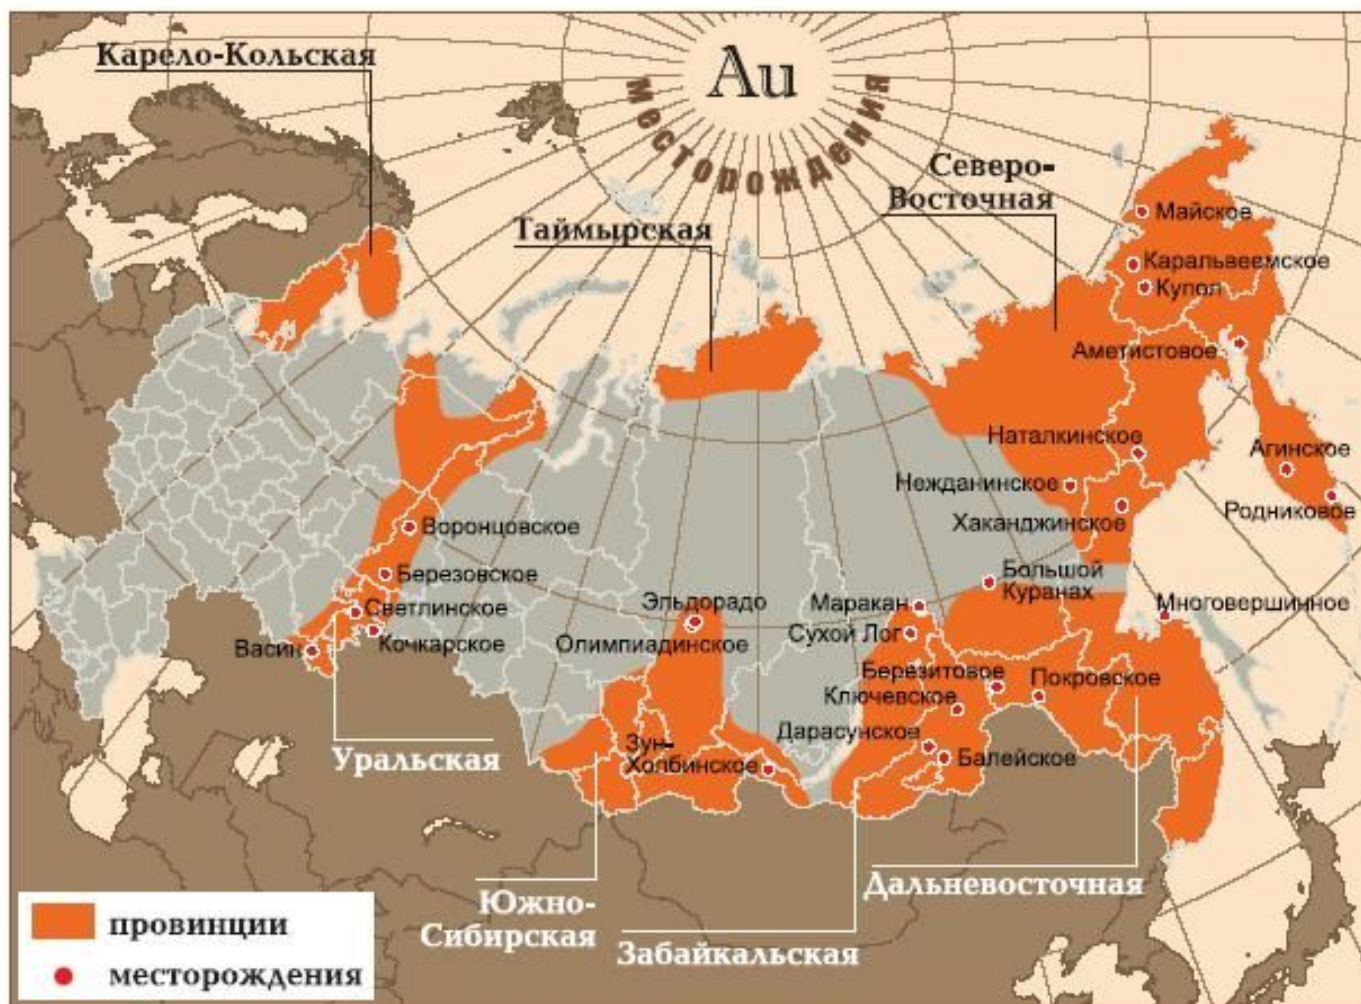 Карело-Кольская
Au
месторождения
Северо-
Восточная
Таймырская
Майское
Каральвеемское
Купол
Аметистовое
Наталкинское
Агинское
Нежданинское
Хаканджинское
Родниковое
Воронцовское
Березовское
Светлинское
Кочкарское
Васин
Уральская
Эльдорадо
Олимпиадинское
Маракан
Сухой Лог
Большой
Куранах
Многовершинное
Березитовое
Ключевское
Покровское
Дарасунское
Балейское
Зун-
Холбинское
Южно-
Сибирская
Забайкальская
Дальневосточная
провинции
месторождения